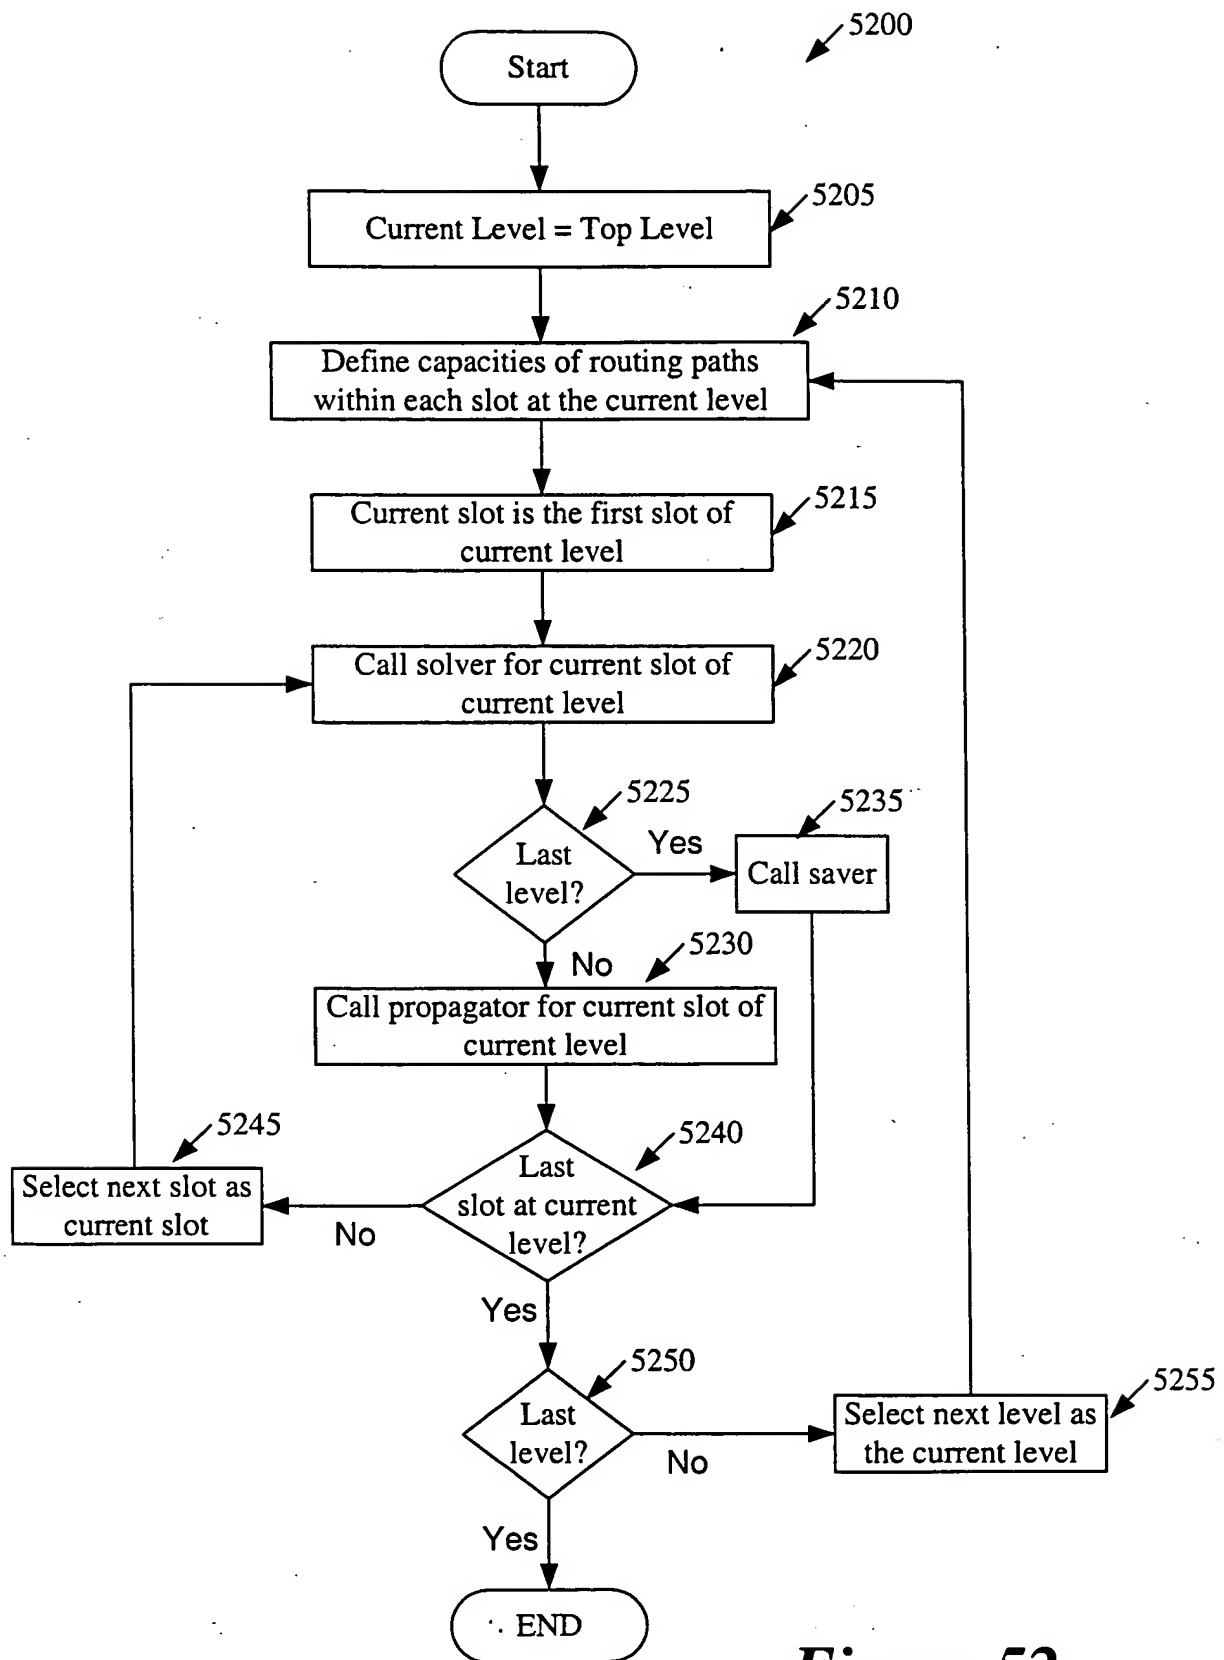 5200
Start
5205
Current Level = Top Level
5210
Define capacities of routing paths
within each slot at the current level
5215
Current slot is the first slot of
current level
5220
Call solver for current slot of
current level
5225
5235
Last
level?
Yes
Call saver
5230
No
Call propagator for current slot of
current level
5245
5240
Select next slot as
current slot
No
Last
slot at current
level?
Yes
5250
5255
Last
level?
No
Select next level as
the current level
Yes
END
Figure 52